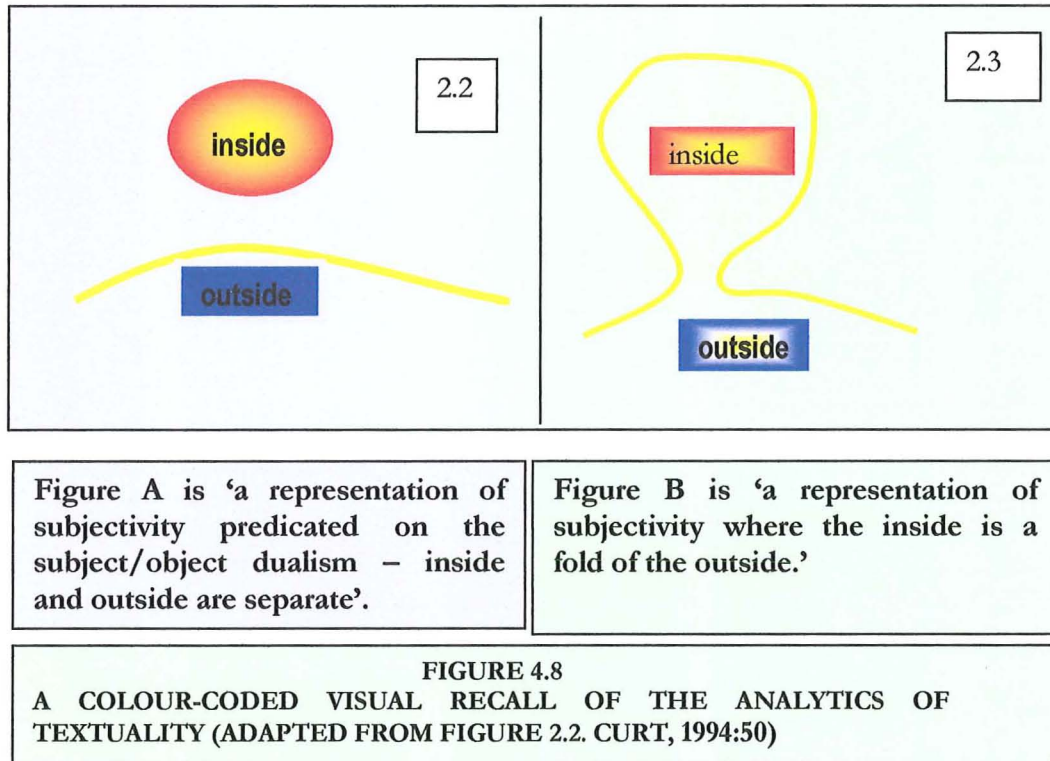 2.2
inside
outside
2.3
inside
outside
Figure A is ‘a representation of
subjectivity predicated on the
subject/object dualism – inside
and outside are separate’.
Figure B is ‘a representation of
subjectivity where the inside is a
fold of the outside.’
FIGURE 4.8
A COLOUR-CODED VISUAL RECALL OF THE ANALYTICS OF
TEXTUALITY (ADAPTED FROM FIGURE 2.2. CURT, 1994:50)